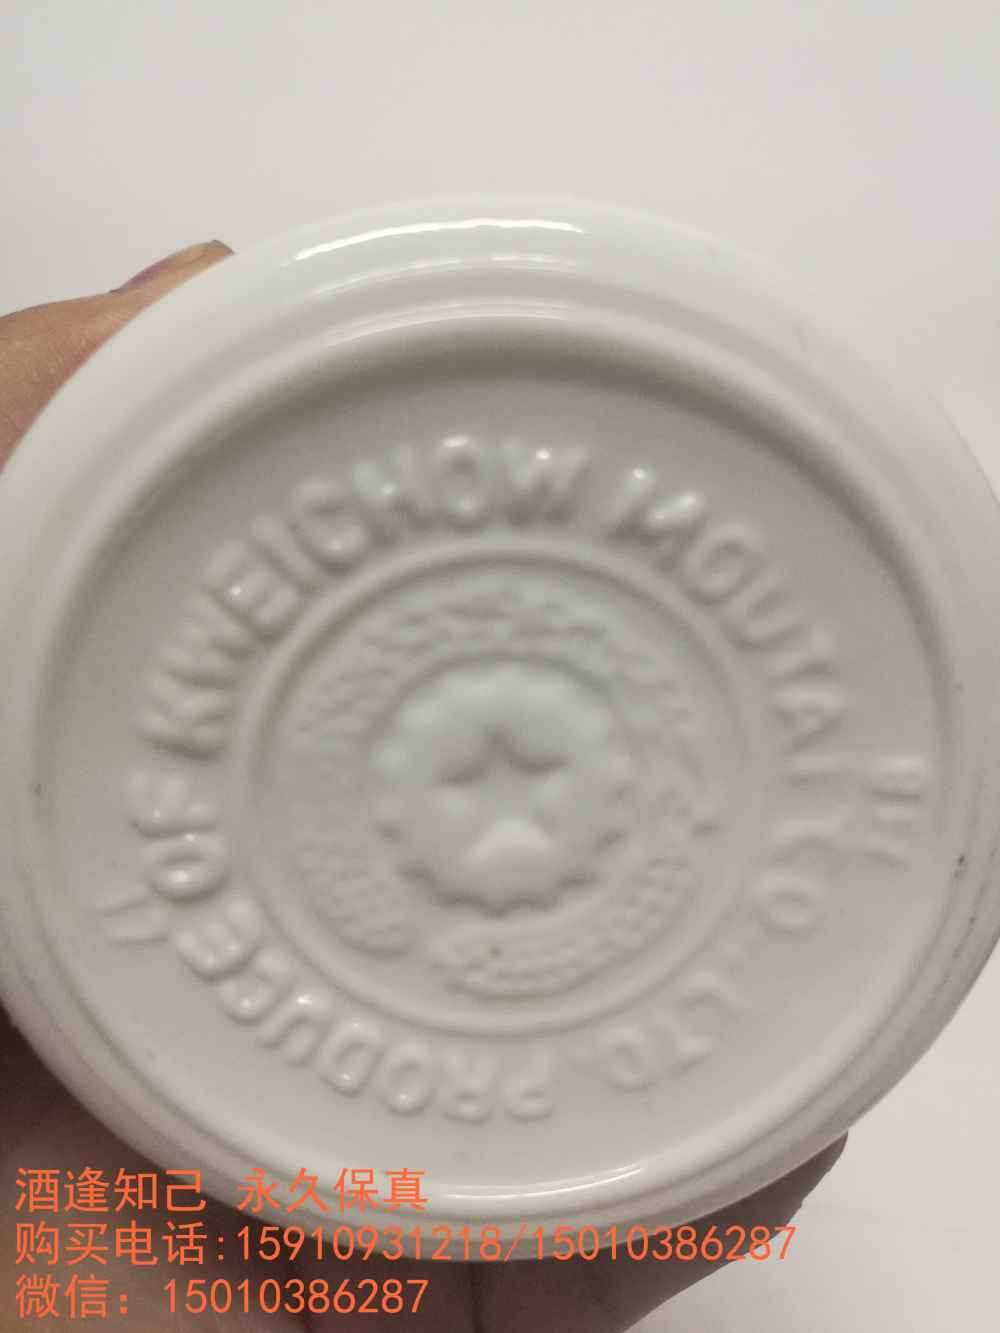 PRODUCE OF KWEICHOW MOUTAI CO.,LTD.
酒逢知己 永久保真
购买电话:15910931218/15010386287
微信：15010386287